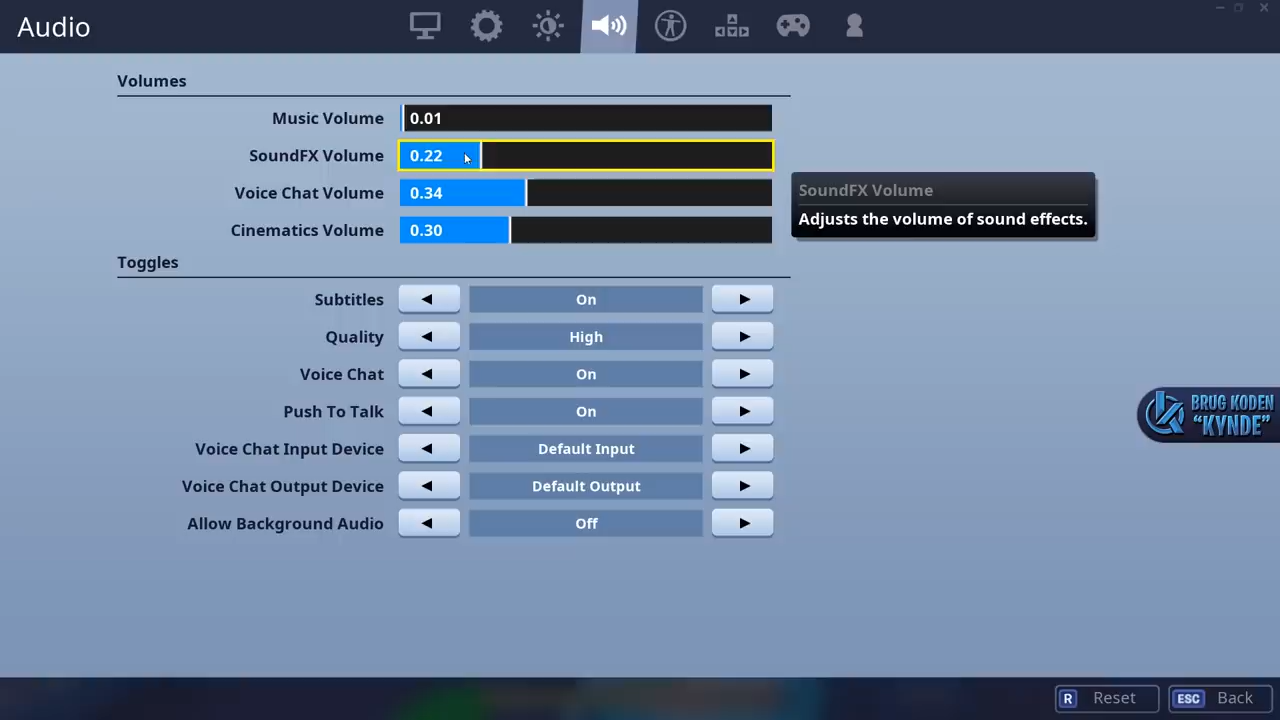 Audio
Volumes
Music Volume 0.01
SoundFX Volume 0.22
Voice Chat Volume 0.34
Cinematics Volume 0.30
SoundFX Volume
Adjusts the volume of sound effects.
Toggles
Subtitles On
Quality High
Voice Chat On
Push To Talk On
Voice Chat Input Device Default Input
Voice Chat Output Device Default Output
Allow Background Audio Off
BRUG KODEN
"KYNDE"
R Reset ESC Back